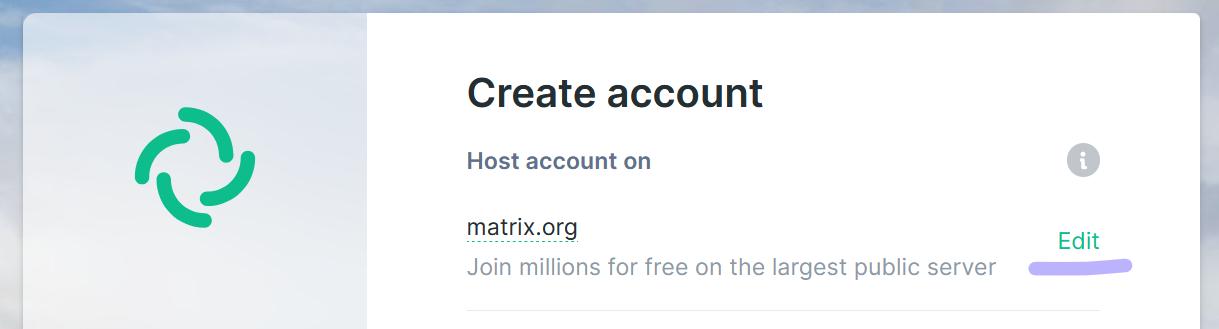 Create account
Host account on
matrix.org
Edit
Join millions for free on the largest public server